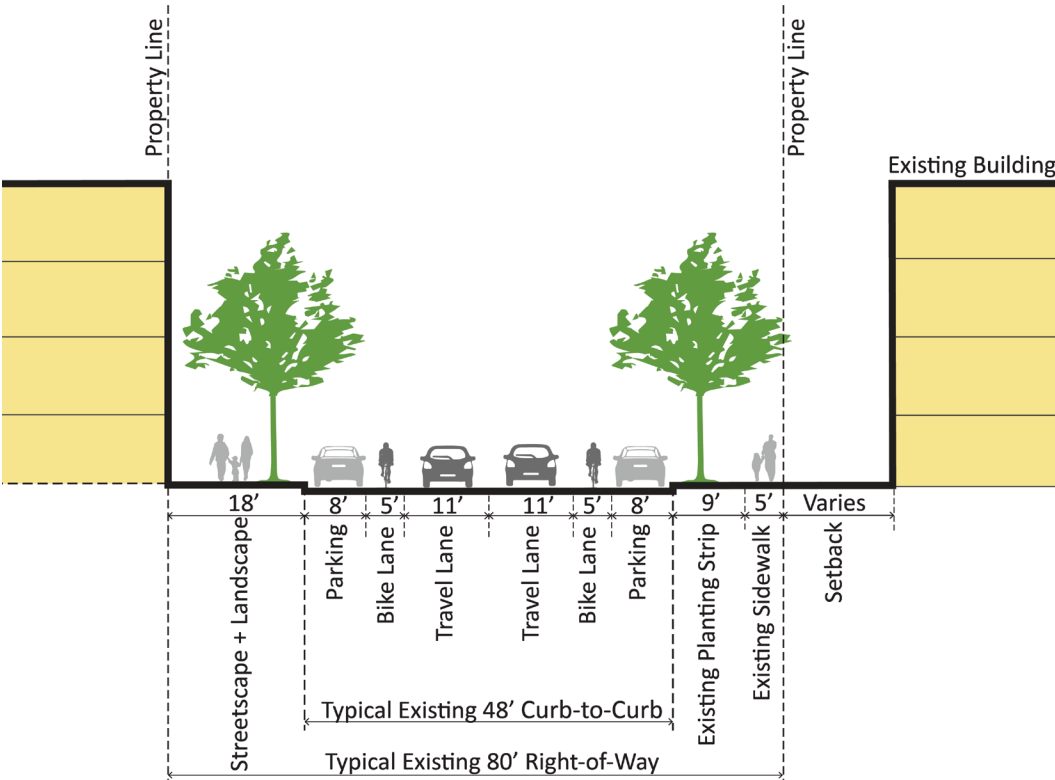 Property Line
Property Line
Existing Building
18’
8’
5’
11’
11’
5’
8’
9’
5’
Varies
Streetscape + Landscape
Parking
Bike Lane
Travel Lane
Travel Lane
Bike Lane
Parking
Existing Planting Strip
Existing Sidewalk
Setback
Typical Existing 48’ Curb-to-Curb
Typical Existing 80’ Right-of-Way